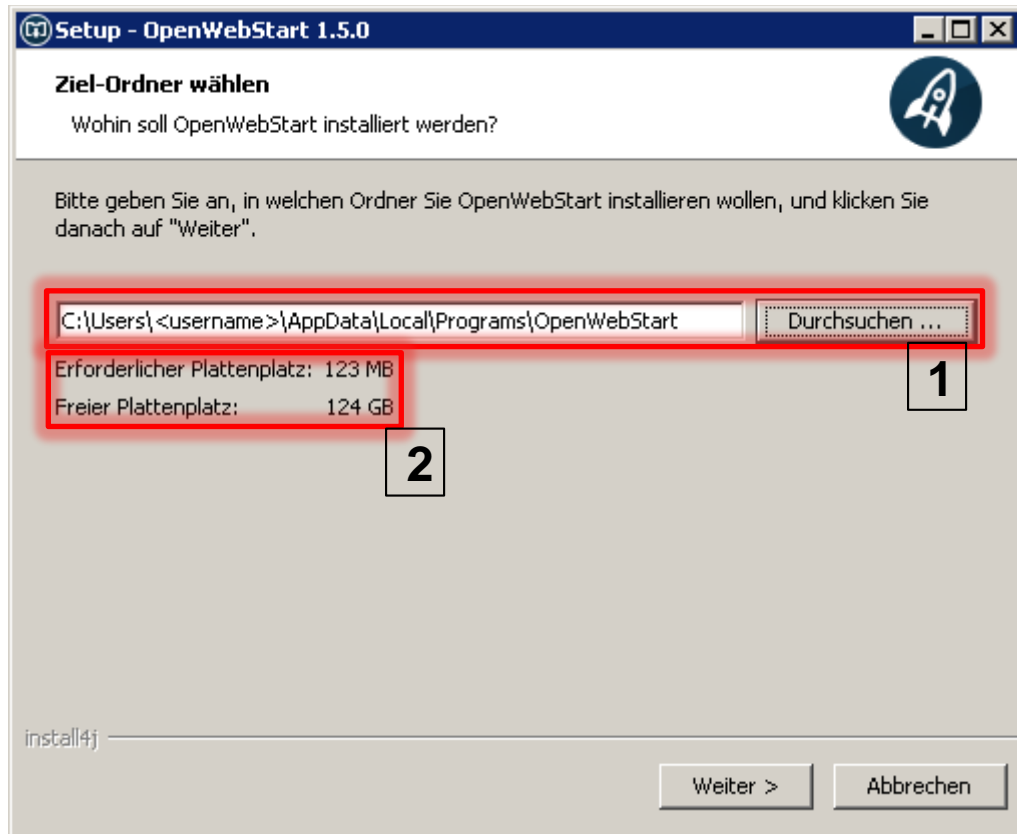 Setup - OpenWebStart 1.5.0
Ziel-Ordner wählen
Wohin soll OpenWebStart installiert werden?
Bitte geben Sie an, in welchen Ordner Sie OpenWebStart installieren wollen, und klicken Sie
danach auf "Weiter".
C:\Users\<username>\AppData\Local\Programs\OpenWebStart Durchsuchen ...
1
Erforderlicher Plattenplatz: 123 MB
Freier Plattenplatz: 124 GB
2
install4j
Weiter > Abbrechen